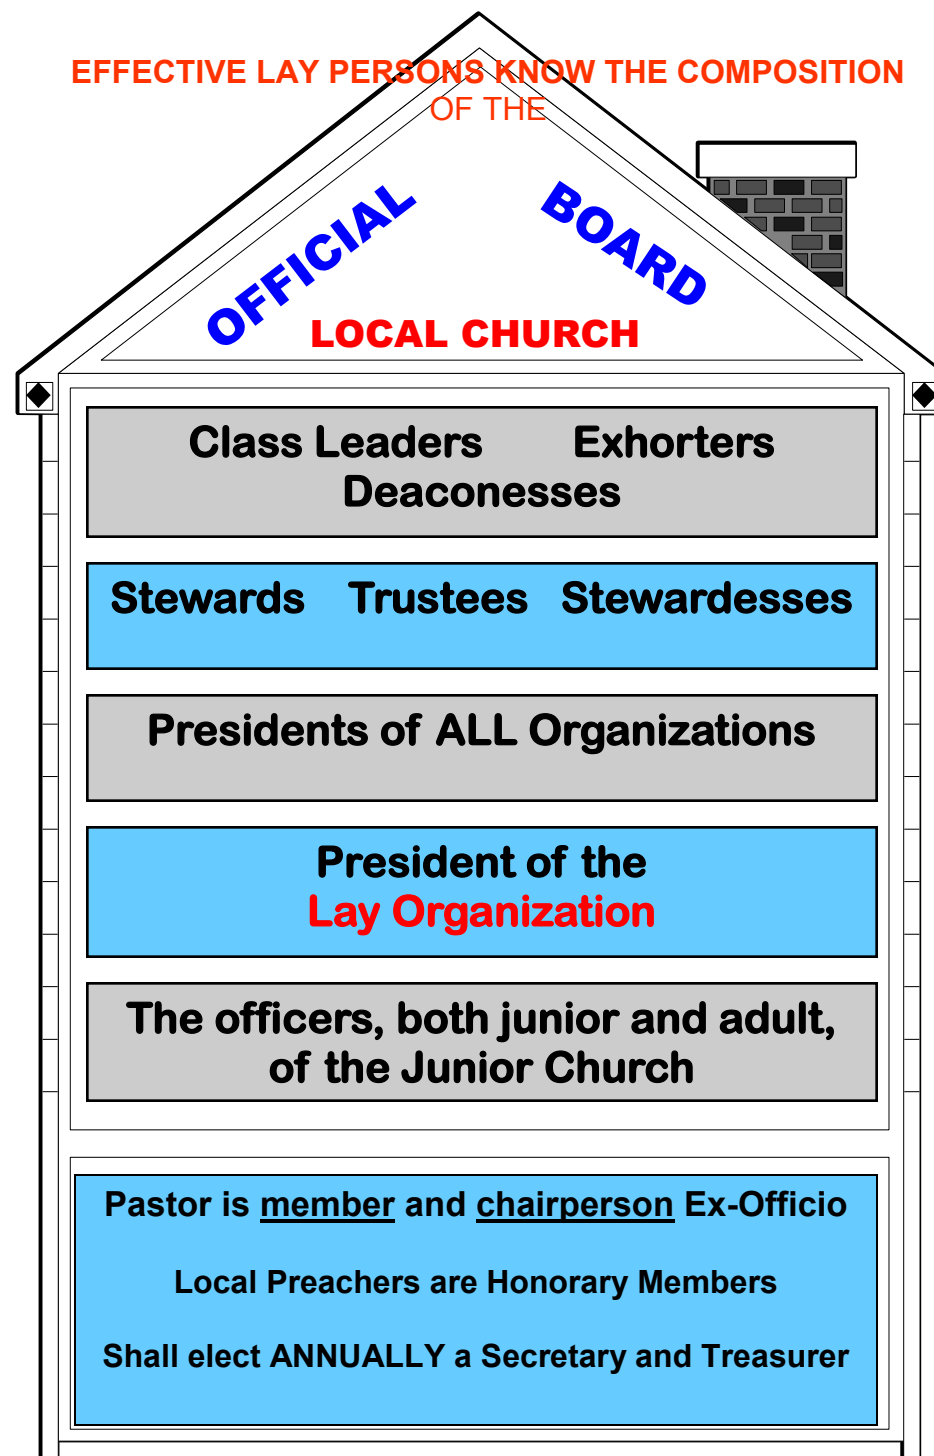 EFFECTIVE LAY PERSONS KNOW THE COMPOSITION
OF THE
OFFICIAL BOARD
LOCAL CHURCH
Class Leaders Exhorters
Deaconesses
Stewards Trustees Stewardesses
Presidents of ALL Organizations
President of the
Lay Organization
The officers, both junior and adult,
of the Junior Church
Pastor is member and chairperson Ex-Officio
Local Preachers are Honorary Members
Shall elect ANNUALLY a Secretary and Treasurer